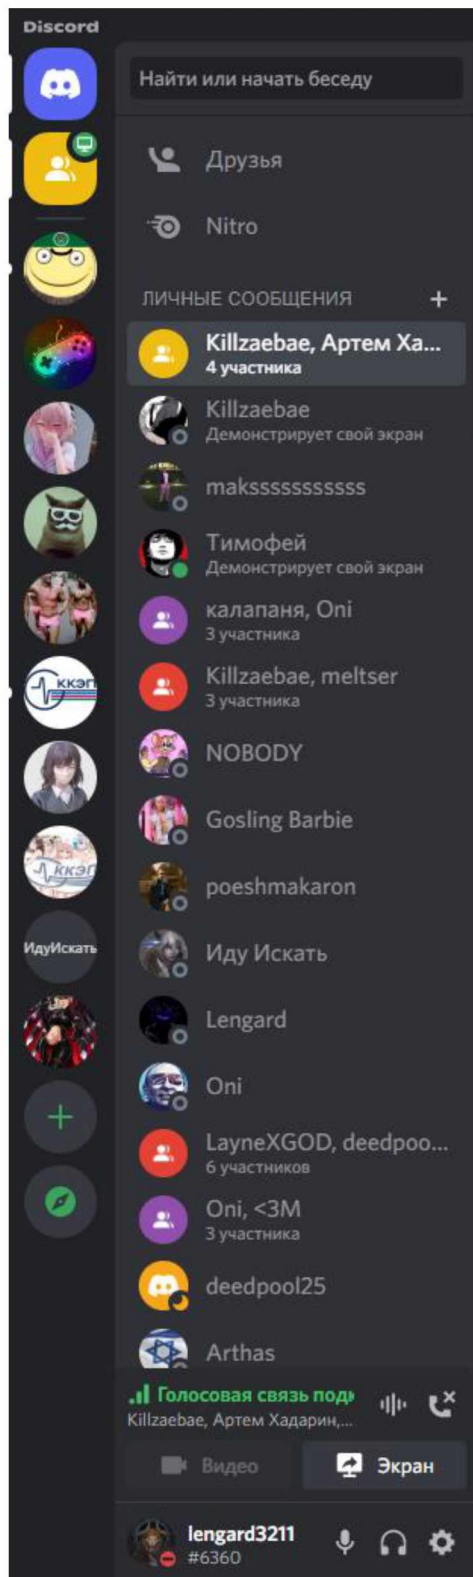 Discord
Найти или начать беседу
Друзья
Nitro
ЛИЧНЫЕ СООБЩЕНИЯ
Killzaebae, Артем Ха...
4 участника
Killzaebae
Демонстрирует свой экран
makssssssssssss
Тимофей
Демонстрирует свой экран
калапаня, Oni
3 участника
Killzaebae, meltser
3 участника
NOBODY
Gosling Barbie
poeshmakaron
Иду Искать
Lengard
Oni
LayneXGOD, deedpoo...
6 участников
Oni, <3M
3 участника
deedpool25
Arthas
ККЭП
ККЭП
ИдуИскать
Голосовая связь подк
Killzaebae, Артем Хадарин,...
Видео
Экран
lengard3211
#6360